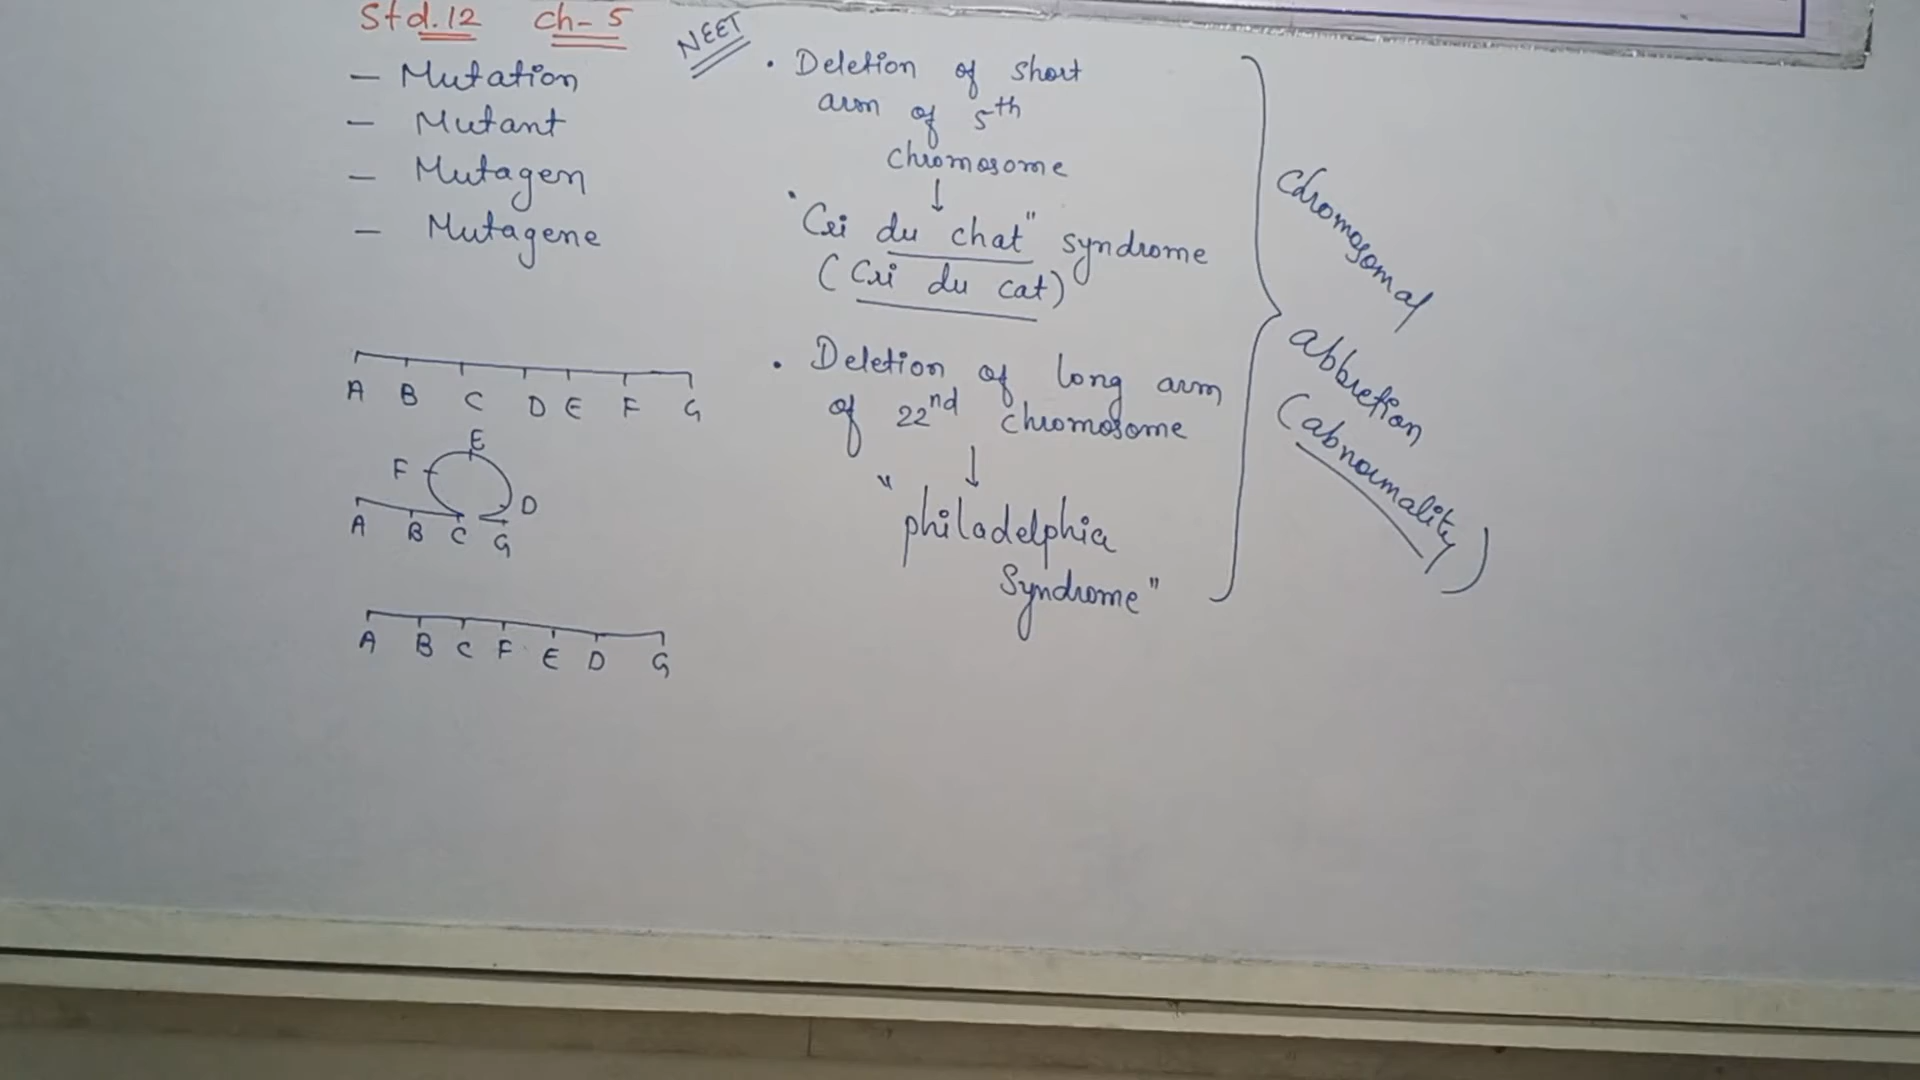 Std. 12 ch- 5
— Mutation
— Mutant
— Mutagen
— Mutagene
A B C D E F G
E
F
D
A B C G
A B C F E D G
NEET
• Deletion of short
arm of 5th
chromosome
↓
"Cri du chat" syndrome
(Cri du cat)
• Deletion of long arm
of 22nd chromosome
↓
"philadelphia
Syndrome"
Chromosomal
abbretion
(abnormality)